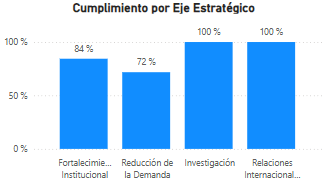 Cumplimiento por Eje Estratégico
100 %
50 %
0 %
84 %
72 %
100 %
100 %
Fortalecimie...
Institucional
Reducción de
la Demanda
Investigación
Relaciones
Internacional...